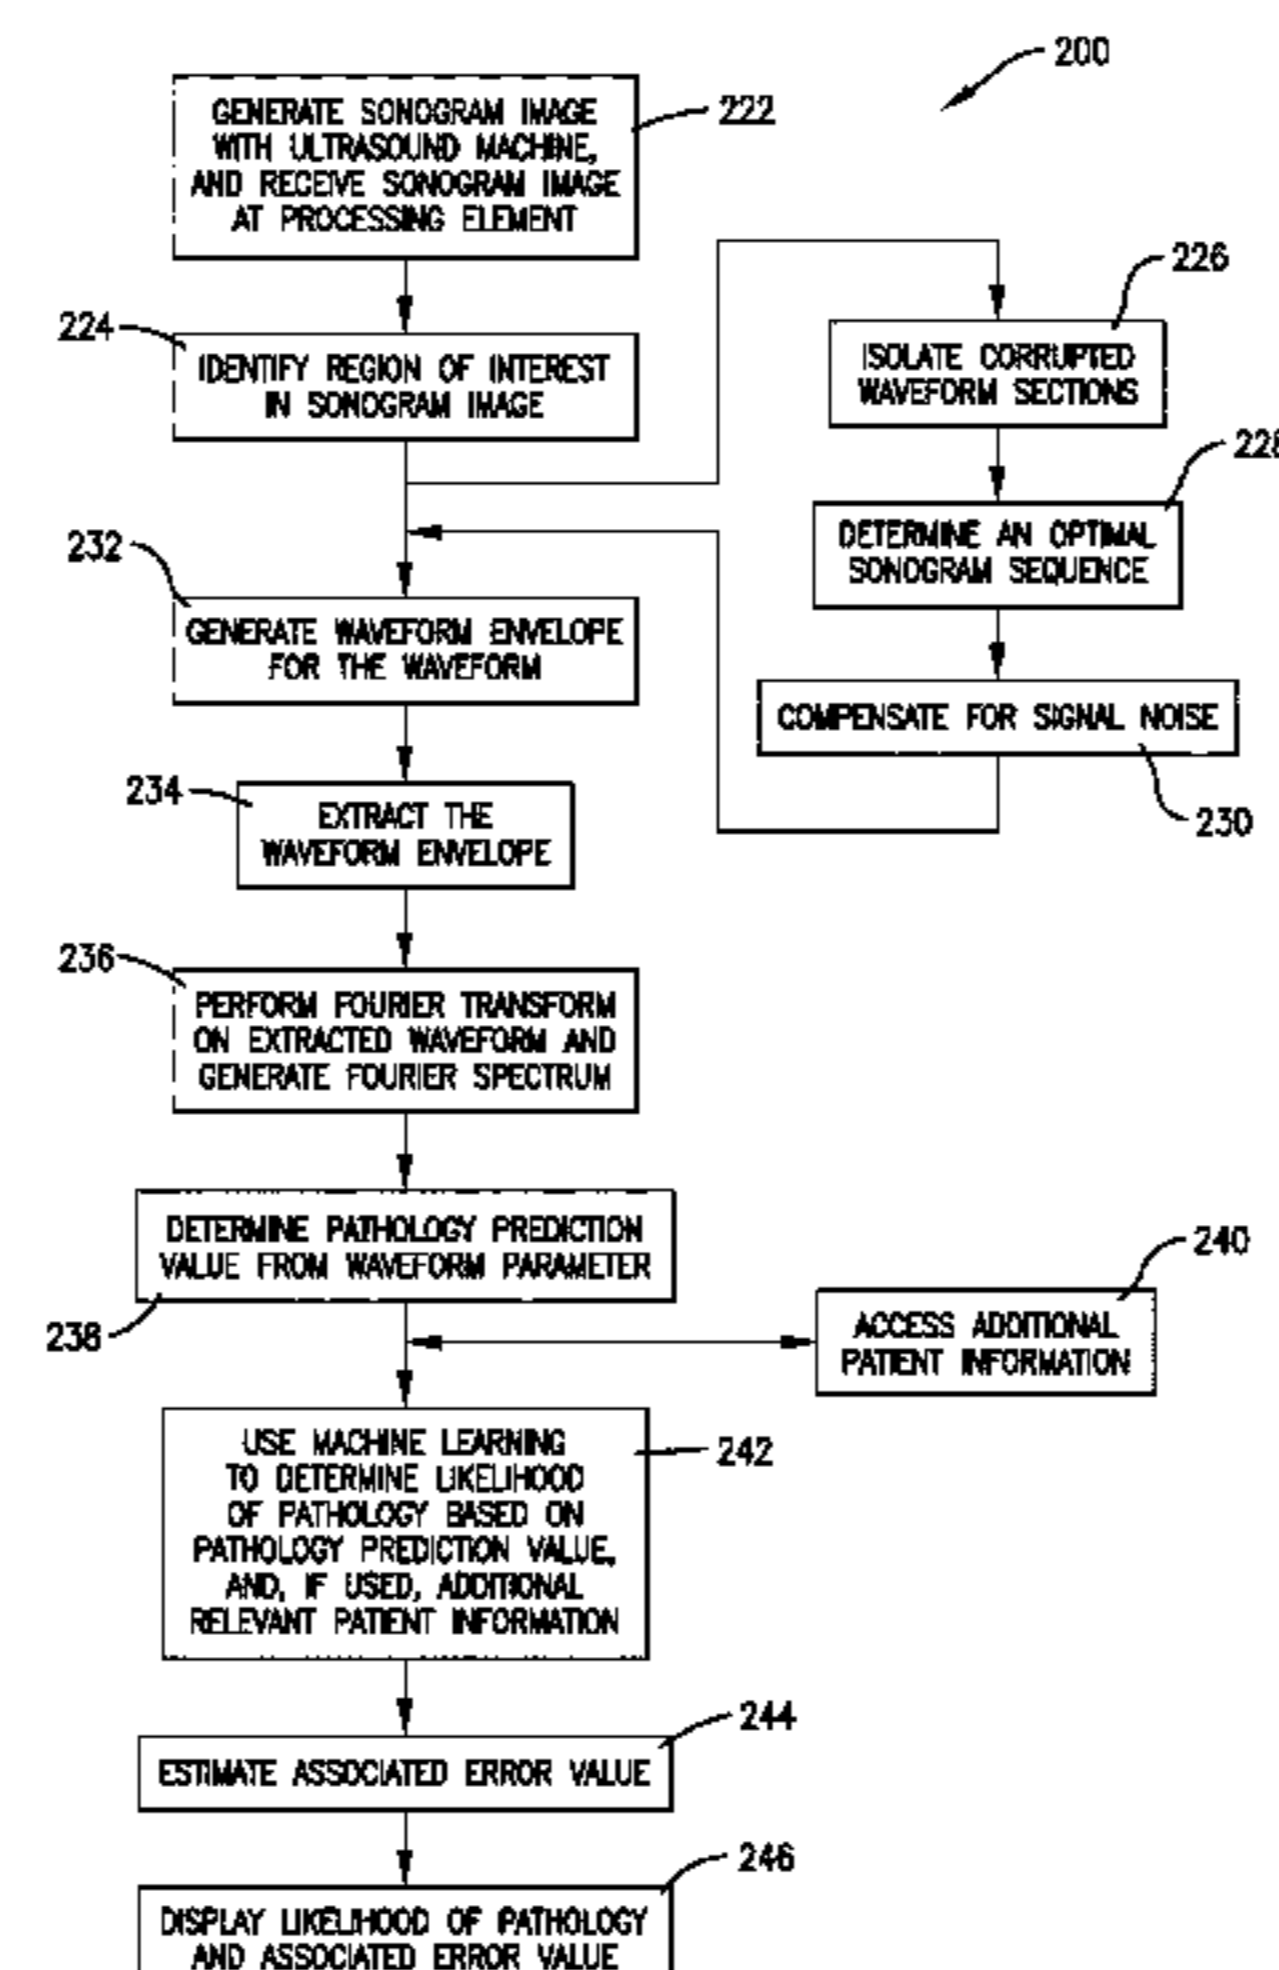 200
GENERATE SONOGRAM IMAGE
WITH ULTRASOUND MACHINE,
AND RECEIVE SONOGRAM IMAGE
AT PROCESSING ELEMENT
222
224
IDENTIFY REGION OF INTEREST
IN SONOGRAM IMAGE
226
ISOLATE CORRUPTED
WAVEFORM SECTIONS
228
DETERMINE AN OPTIMAL
SONOGRAM SEQUENCE
COMPENSATE FOR SIGNAL NOISE
230
232
GENERATE WAVEFORM ENVELOPE
FOR THE WAVEFORM
234
EXTRACT THE
WAVEFORM ENVELOPE
236
PERFORM FOURIER TRANSFORM
ON EXTRACTED WAVEFORM AND
GENERATE FOURIER SPECTRUM
DETERMINE PATHOLOGY PREDICTION
VALUE FROM WAVEFORM PARAMETER
238
240
ACCESS ADDITIONAL
PATIENT INFORMATION
USE MACHINE LEARNING
TO DETERMINE LIKELIHOOD
OF PATHOLOGY BASED ON
PATHOLOGY PREDICTION VALUE,
AND, IF USED, ADDITIONAL
RELEVANT PATIENT INFORMATION
242
244
ESTIMATE ASSOCIATED ERROR VALUE
246
DISPLAY LIKELIHOOD OF PATHOLOGY
AND ASSOCIATED ERROR VALUE